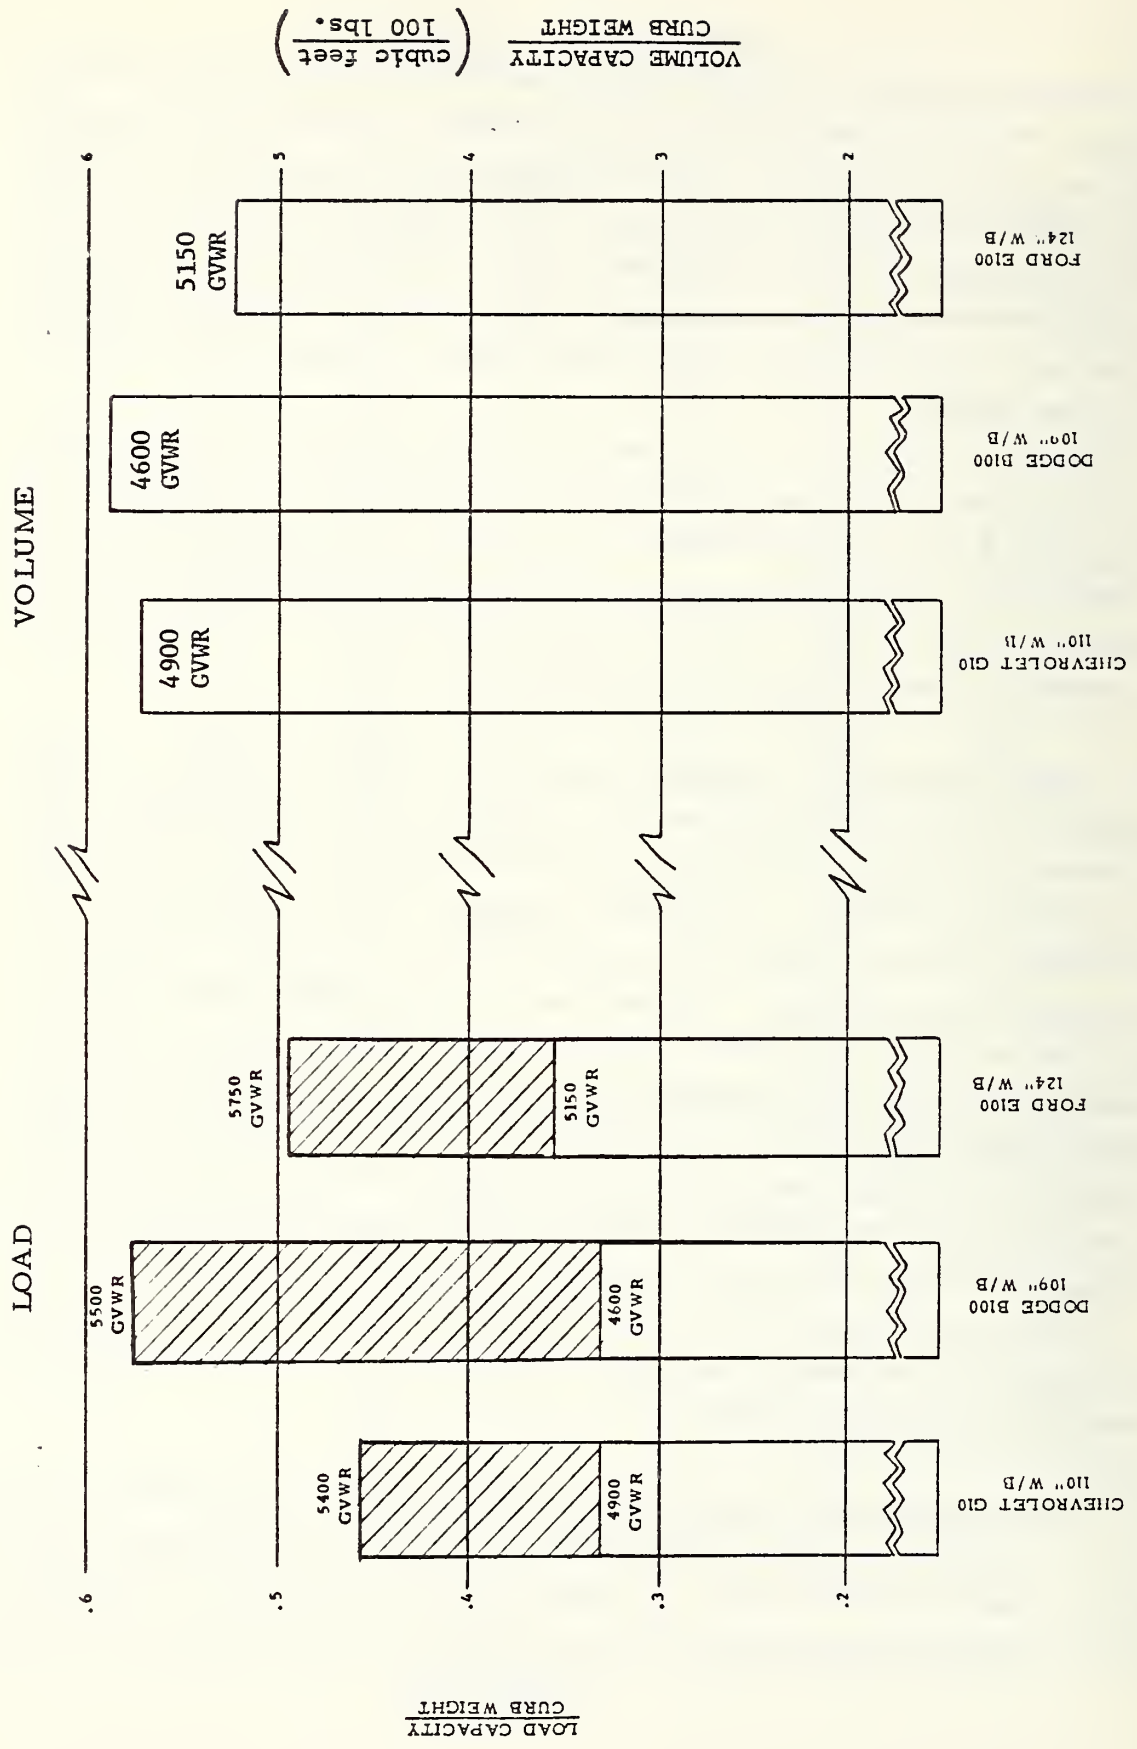 LOAD
VOLUME
LOAD CAPACITY
CURB WEIGHT
.6
.5
.4
.3
.2
5400
GVWR
4900
GVWR
CHEVROLET G10
110" W/B
5500
GVWR
4600
GVWR
DODGE B100
109" W/B
5750
GVWR
5150
GVWR
FORD E100
124" W/B
4900
GVWR
CHEVROLET G10
110" W/B
4600
GVWR
DODGE B100
109" W/B
5150
GVWR
FORD E100
124" W/B
6
5
4
3
2
VOLUME CAPACITY
CURB WEIGHT
(cubic feet
100 lbs.)